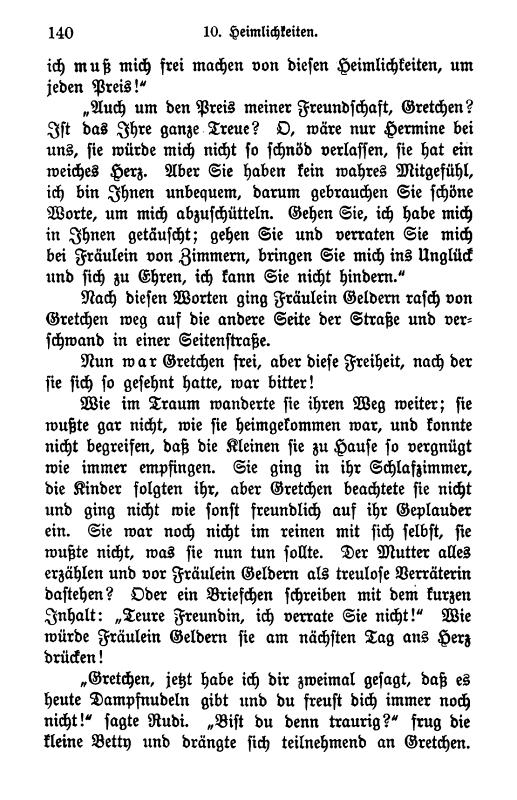 140 10. Heimlichkeiten.
ich muß mich frei machen von diesen Heimlichkeiten, um
jeden Preis!“
„Auch um den Preis meiner Freundschaft, Gretchen?
Ist das Ihre ganze Treue? O, wäre nur Hermine bei
uns, sie würde mich nicht so schnöd verlassen, sie hat ein
weiches Herz. Aber Sie haben kein wahres Mitgefühl,
ich bin Ihnen unbequem, darum gebrauchen Sie schöne
Worte, um mich abzuschütteln. Gehen Sie, ich habe mich
in Ihnen getäuscht; gehen Sie und verraten Sie mich
bei Fräulein von Zimmern, bringen Sie mich ins Unglück
und sich zu Ehren, ich kann Sie nicht hindern.“
Nach diesen Worten ging Fräulein Geldern rasch von
Gretchen weg auf die andere Seite der Straße und ver-
schwand in einer Seitenstraße.
Nun war Gretchen frei, aber diese Freiheit, nach der
sie sich so gesehnt hatte, war bitter!
Wie im Traum wanderte sie ihren Weg weiter; sie
wußte gar nicht, wie sie heimgekommen war, und konnte
nicht begreifen, daß die Kleinen sie zu Hause so vergnügt
wie immer empfingen. Sie ging in ihr Schlafzimmer,
die Kinder folgten ihr, aber Gretchen beachtete sie nicht
und ging nicht wie sonst freundlich auf ihr Geplauder
ein. Sie war noch nicht im reinen mit sich selbst, sie
wußte nicht, was sie nun tun sollte. Der Mutter alles
erzählen und vor Fräulein Geldern als treulose Verräterin
dastehen? Oder ein Briefchen schreiben mit dem kurzen
Inhalt: „Teure Freundin, ich verrate Sie nicht!“ Wie
würde Fräulein Geldern sie am nächsten Tag ans Herz
drücken!
„Gretchen, jetzt habe ich dir zweimal gesagt, daß es
heute Dampfnudeln gibt und du freust dich immer noch
nicht!“ sagte Rudi. „Bist du denn traurig?“ frug die
kleine Betty und drängte sich teilnehmend an Gretchen.